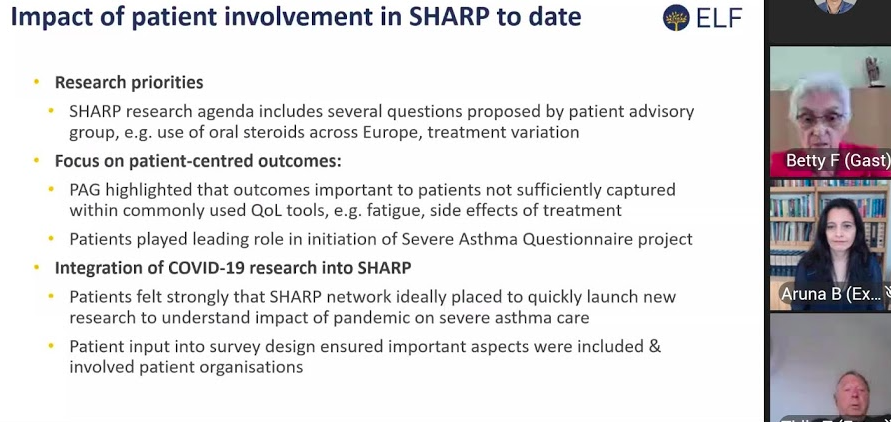 Impact of patient involvement in SHARP to date
ELF
• Research priorities
• SHARP research agenda includes several questions proposed by patient advisory
group, e.g. use of oral steroids across Europe, treatment variation
• Focus on patient-centred outcomes:
• PAG highlighted that outcomes important to patients not sufficiently captured
within commonly used QoL tools, e.g. fatigue, side effects of treatment
• Patients played leading role in initiation of Severe Asthma Questionnaire project
• Integration of COVID-19 research into SHARP
• Patients felt strongly that SHARP network ideally placed to quickly launch new
research to understand impact of pandemic on severe asthma care
• Patient input into survey design ensured important aspects were included &
involved patient organisations
Betty F (Gast)
Aruna B (Ex...